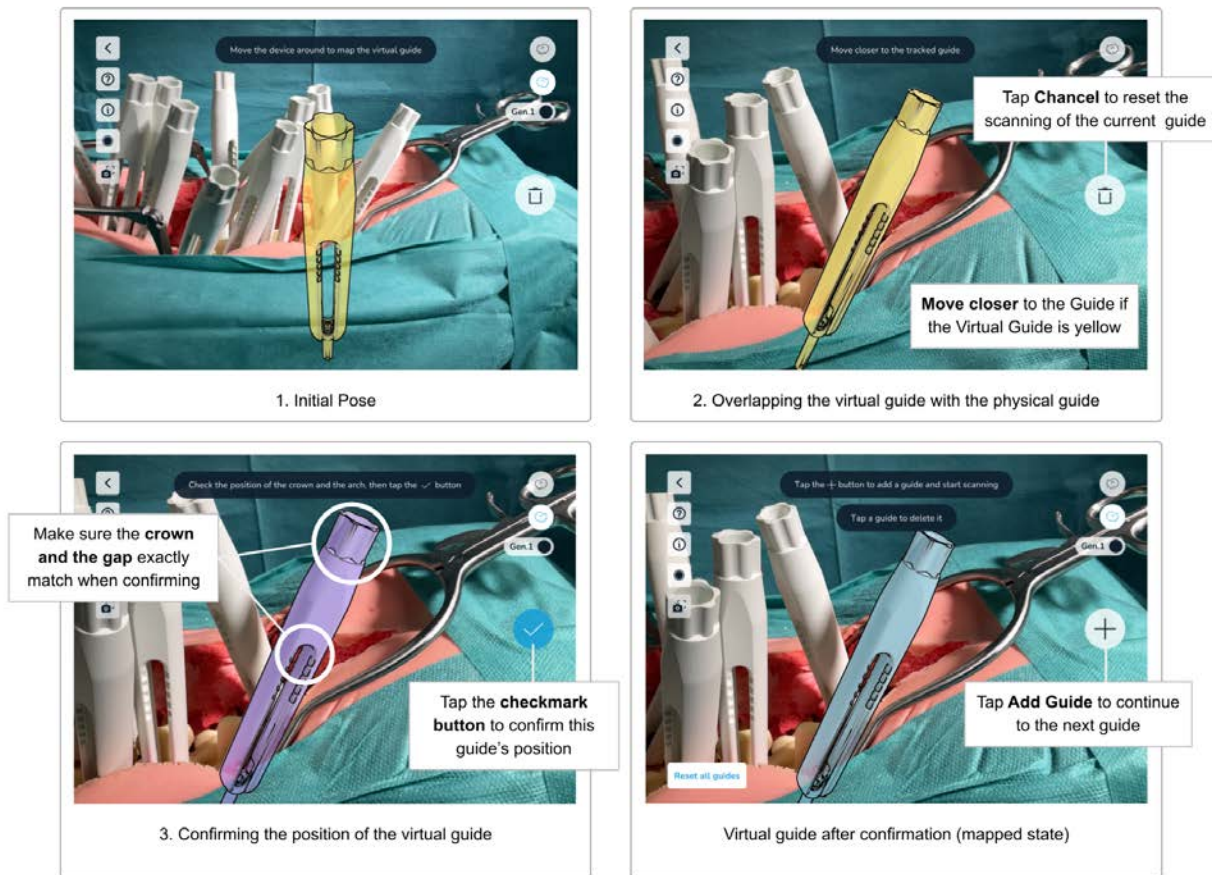 Move the device around to map the virtual guide
Gen.1
1. Initial Pose
Move closer to the tracked guide
Tap Chancel to reset the
scanning of the current guide
Move closer to the Guide if
the Virtual Guide is yellow
2. Overlapping the virtual guide with the physical guide
Check the position of the crown and the arch, then tap the ✓ button
Gen.1
Make sure the crown
and the gap exactly
match when confirming
Tap the checkmark
button to confirm this
guide's position
3. Confirming the position of the virtual guide
Tap the + button to add a guide and start scanning
Tap a guide to delete it
Gen.1
Tap Add Guide to continue
to the next guide
Reset all guides
Virtual guide after confirmation (mapped state)